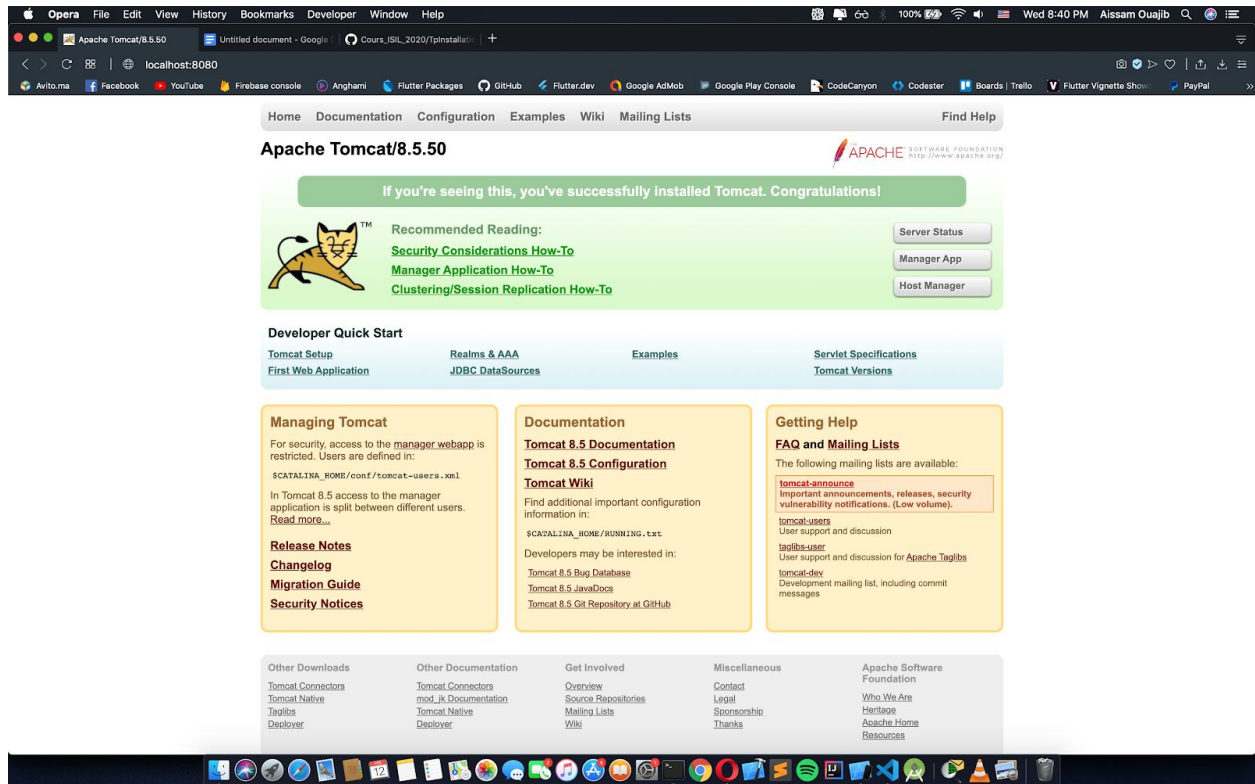 Opera File Edit View History Bookmarks Developer Window Help 100% Wed 8:40 PM Aissam Ouajib
Apache Tomcat/8.5.50 Untitled document - Google Cours_ISIL_2020/TpInstallatio
localhost:8080
Avito.ma Facebook YouTube Firebase console Anghami Flutter Packages GitHub Flutter.dev Google AdMob Google Play Console CodeCanyon Codester Boards | Trello Flutter Vignette Show PayPal »
Home Documentation Configuration Examples Wiki Mailing Lists Find Help
Apache Tomcat/8.5.50
THE APACHE SOFTWARE FOUNDATION
http://www.apache.org/
If you're seeing this, you've successfully installed Tomcat. Congratulations!
TM
Recommended Reading:
Security Considerations How-To
Manager Application How-To
Clustering/Session Replication How-To
Server Status
Manager App
Host Manager
Developer Quick Start
Tomcat Setup
First Web Application
Realms & AAA
JDBC DataSources
Examples
Servlet Specifications
Tomcat Versions
Managing Tomcat
For security, access to the manager webapp is
restricted. Users are defined in:
$CATALINA_HOME/conf/tomcat-users.xml
In Tomcat 8.5 access to the manager
application is split between different users.
Read more...
Release Notes
Changelog
Migration Guide
Security Notices
Documentation
Tomcat 8.5 Documentation
Tomcat 8.5 Configuration
Tomcat Wiki
Find additional important configuration
information in:
$CATALINA_HOME/RUNNING.txt
Developers may be interested in:
Tomcat 8.5 Bug Database
Tomcat 8.5 JavaDocs
Tomcat 8.5 Git Repository at GitHub
Getting Help
FAQ and Mailing Lists
The following mailing lists are available:
tomcat-announce
Important announcements, releases, security
vulnerability notifications. (Low volume).
tomcat-users
User support and discussion
taglibs-user
User support and discussion for Apache Taglibs
tomcat-dev
Development mailing list, including commit
messages
Other Downloads
Tomcat Connectors
Tomcat Native
Taglibs
Deployer
Other Documentation
Tomcat Connectors
mod_jk Documentation
Tomcat Native
Deployer
Get Involved
Overview
Source Repositories
Mailing Lists
Wiki
Miscellaneous
Contact
Legal
Sponsorship
Thanks
Apache Software
Foundation
Who We Are
Heritage
Apache Home
Resources